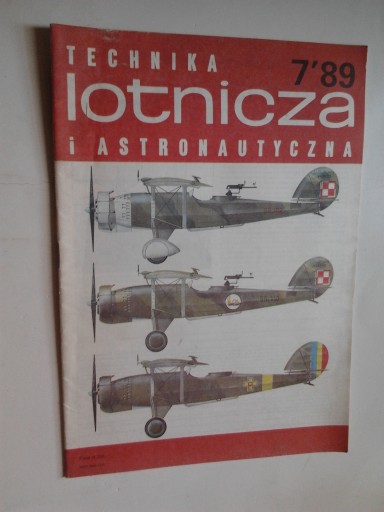 TECHNIKA
7'89
lotnicza
i ASTRONAUTYCZNA